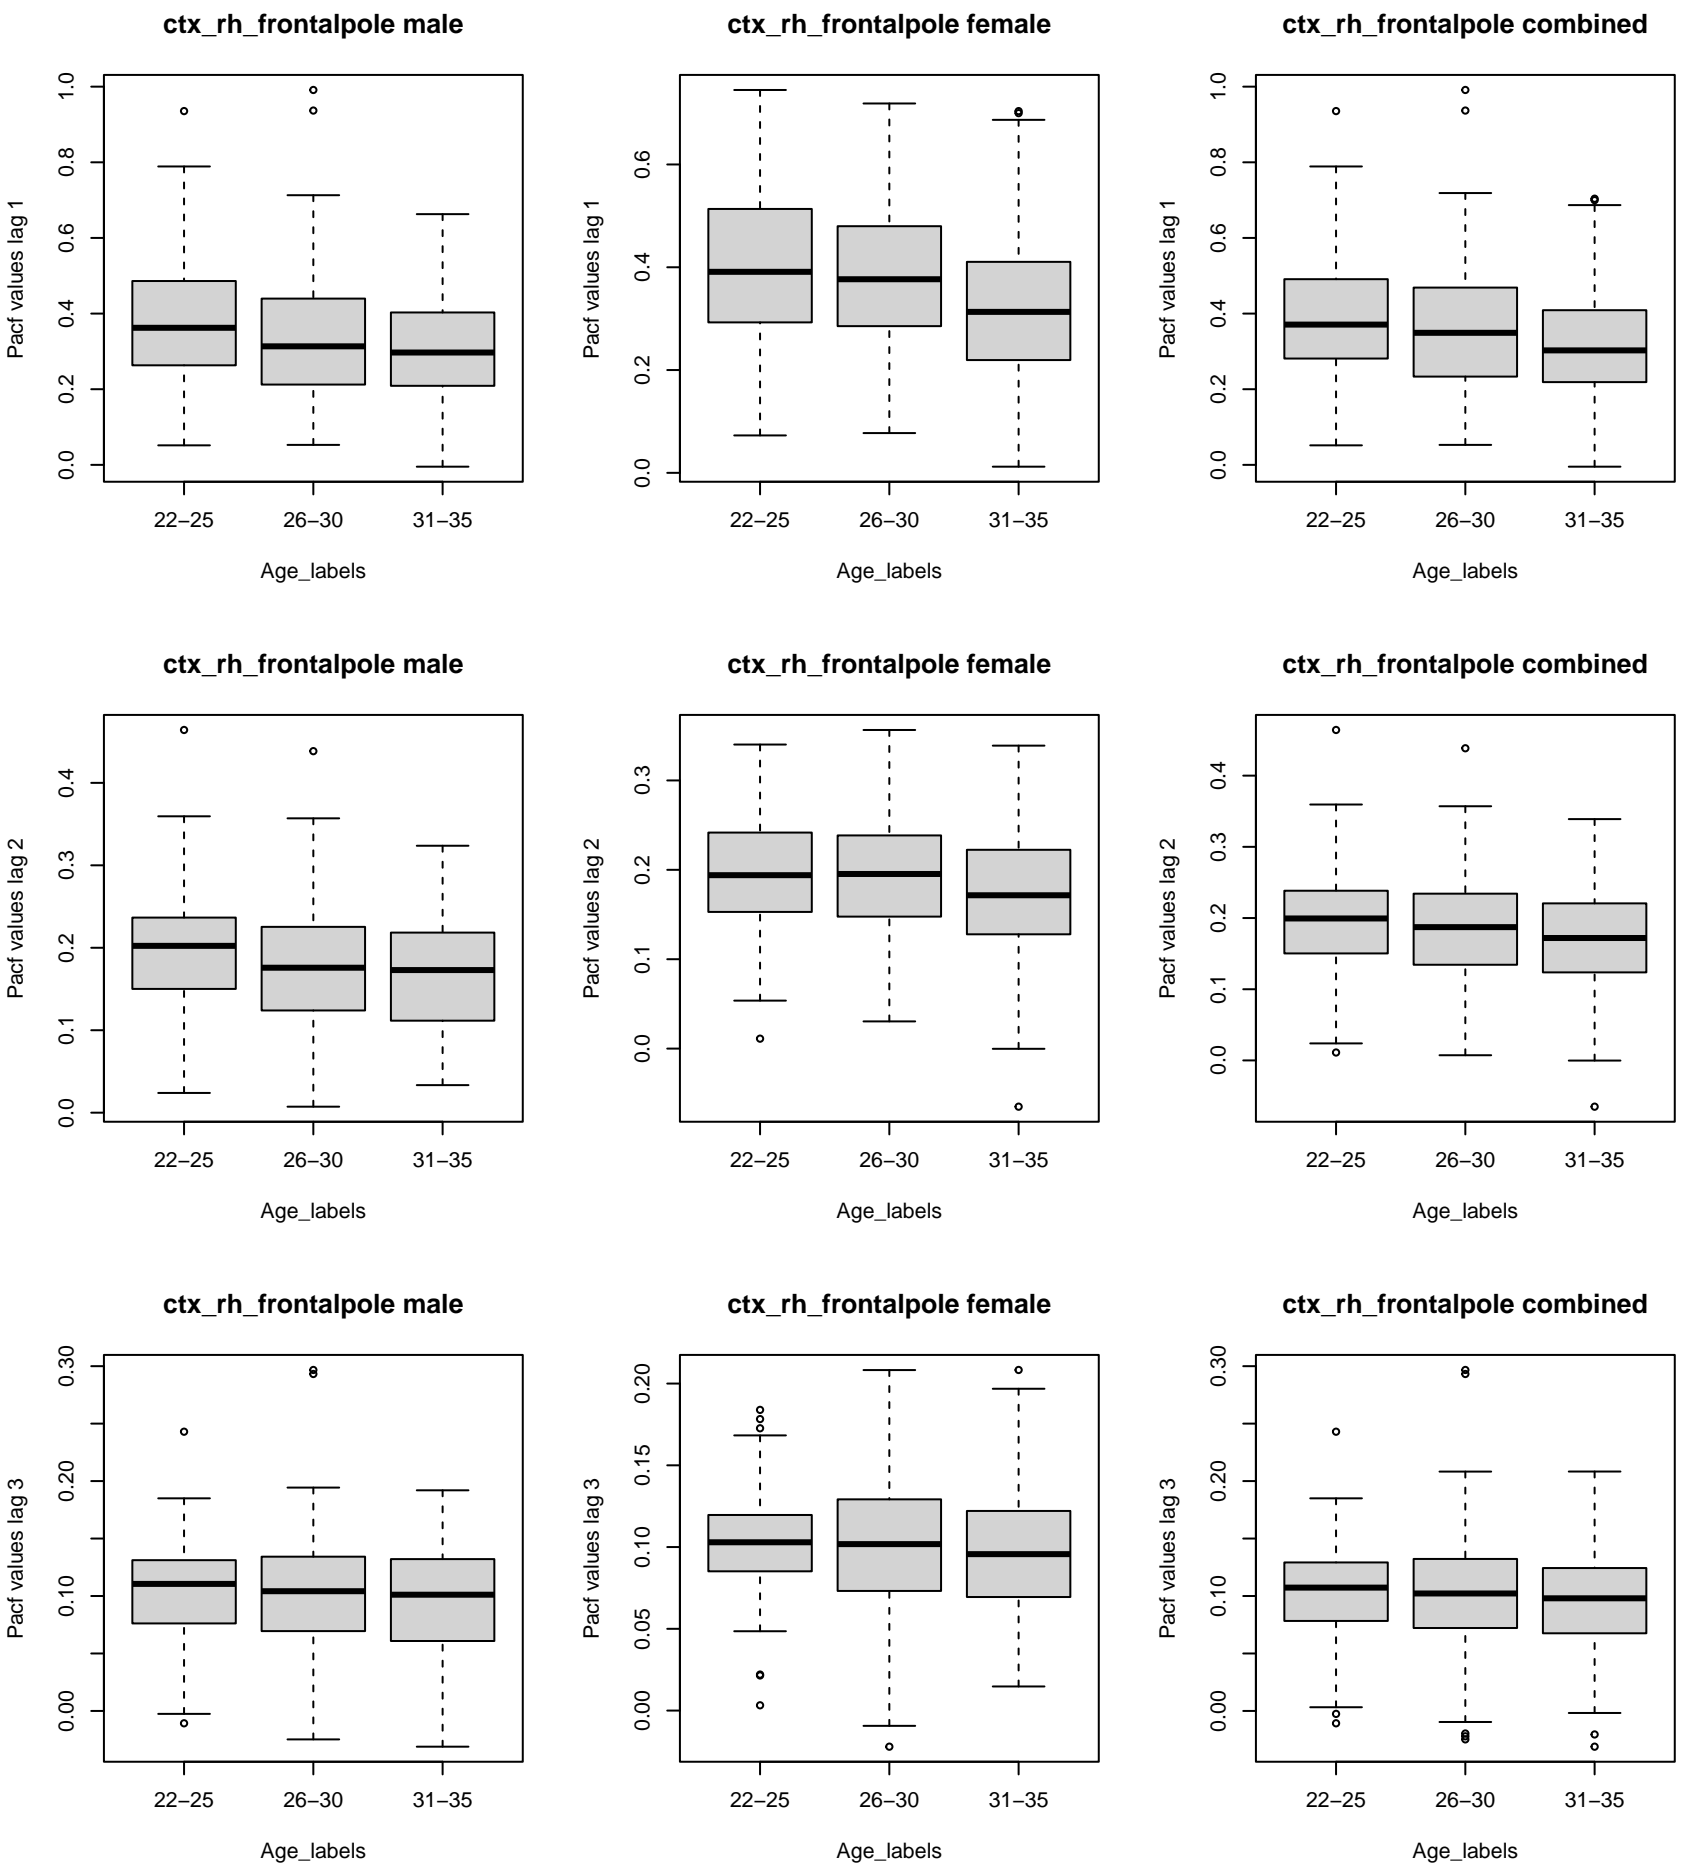 ctx_rh_frontalpole male
ctx_rh_frontalpole female
ctx_rh_frontalpole combined
Pacf values lag 1
0.0 0.2 0.4 0.6 0.8 1.0
22−25 26−30 31−35
Age_labels
Pacf values lag 1
0.0 0.2 0.4 0.6
22−25 26−30 31−35
Age_labels
Pacf values lag 1
0.0 0.2 0.4 0.6 0.8 1.0
22−25 26−30 31−35
Age_labels
ctx_rh_frontalpole male
ctx_rh_frontalpole female
ctx_rh_frontalpole combined
Pacf values lag 2
0.0 0.1 0.2 0.3 0.4
22−25 26−30 31−35
Age_labels
Pacf values lag 2
0.0 0.1 0.2 0.3
22−25 26−30 31−35
Age_labels
Pacf values lag 2
0.0 0.1 0.2 0.3 0.4
22−25 26−30 31−35
Age_labels
ctx_rh_frontalpole male
ctx_rh_frontalpole female
ctx_rh_frontalpole combined
Pacf values lag 3
0.00 0.10 0.20 0.30
22−25 26−30 31−35
Age_labels
Pacf values lag 3
0.00 0.05 0.10 0.15 0.20
22−25 26−30 31−35
Age_labels
Pacf values lag 3
0.00 0.10 0.20 0.30
22−25 26−30 31−35
Age_labels